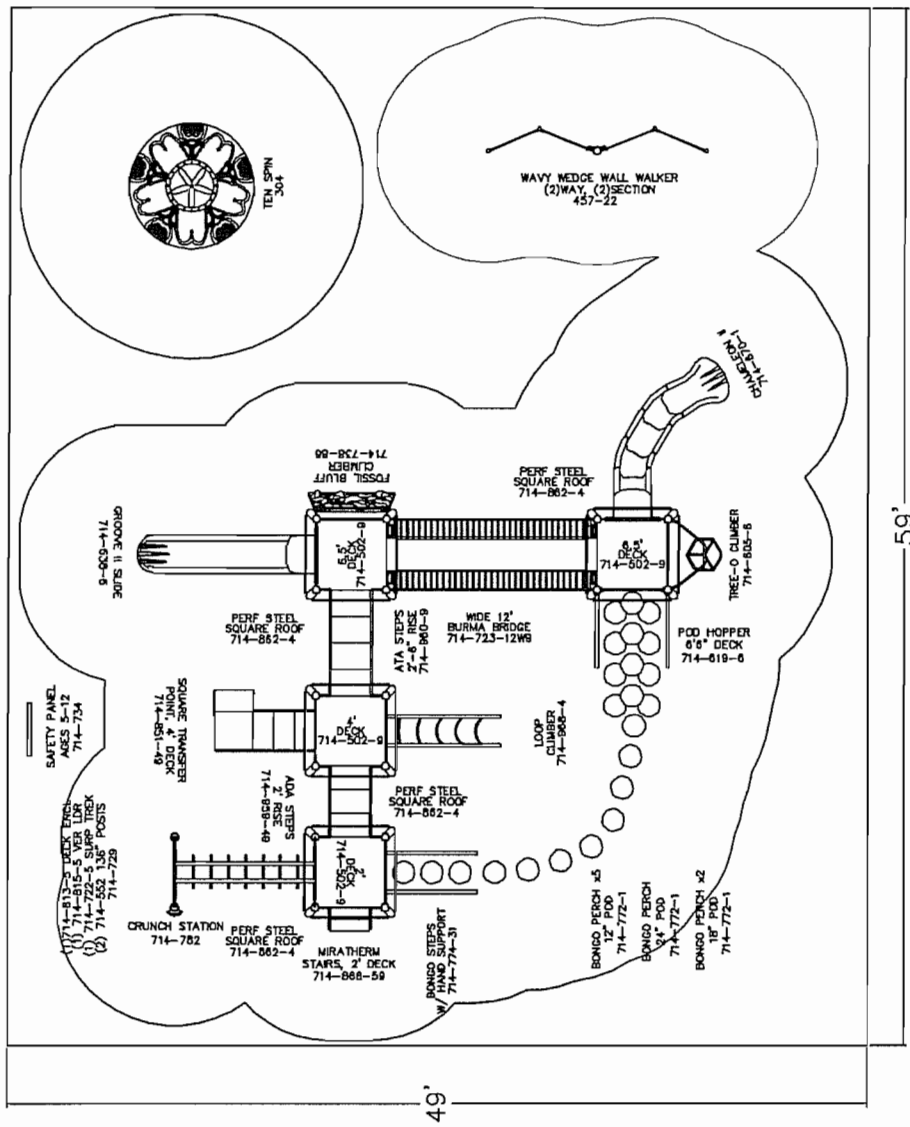 TEN SPIN
304
WAVY WEDGE WALL WALKER
(2)WAY, (2)SECTION
457-22
CHAMELEON II
714-670-1
FOSSIL BLUFF
CLIMBER
714-738-88
GROOVE II SLIDE
714-638-6
PERF STEEL
SQUARE ROOF
714-862-4
5.5'
DECK
714-502-9
6.5'
DECK
714-502-9
TREE-O CLIMBER
714-605-6
PERF STEEL
SQUARE ROOF
714-862-4
ATA STEPS
2'-6" RISE
714-960-9
WIDE 12'
BURMA BRIDGE
714-723-12W9
POD HOPPER
6'6" DECK
714-619-6
SAFETY PANEL
AGES 5-12
714-734
SQUARE TRANSFER
POINT, 4' DECK
714-851-49
4'
DECK
714-502-9
LOOP
CLIMBER
714-968-4
ADA STEPS
2' RISE
714-959-49
PERF STEEL
SQUARE ROOF
714-862-4
(1)714-813-5 DECK ENCL
(1) 714-815-5 VER LDR
(1) 714-722-5 SURP TREK
(2) 714-552 136" POSTS
714-729
2'
DECK
714-502-9
CRUNCH STATION
714-782
PERF STEEL
SQUARE ROOF
714-862-4
MIRATHERM
STAIRS, 2' DECK
714-868-59
BONGO STEPS
W/ HAND SUPPORT
714-774-31
BONGO PERCH x5
12" POD
714-772-1
BONGO PERCH
24" POD
714-772-1
BONGO PERCH x2
18" POD
714-772-1
59'
49'